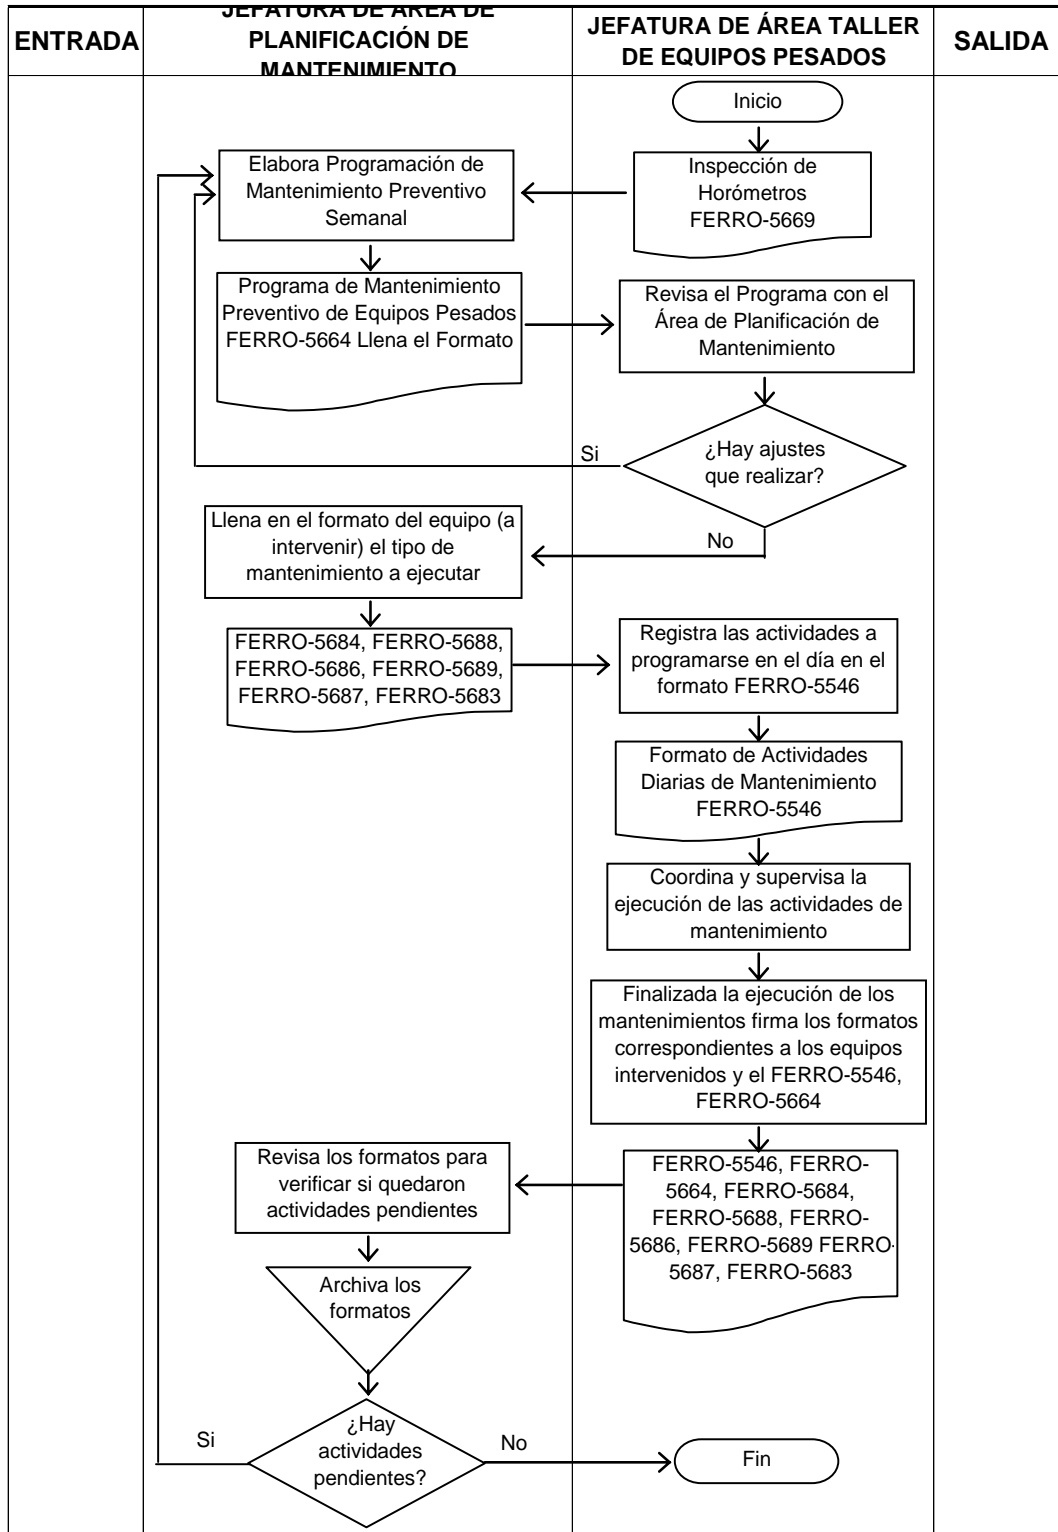 ENTRADA
JEFATURA DE ÁREA DE
PLANIFICACIÓN DE
MANTENIMIENTO
JEFATURA DE ÁREA TALLER
DE EQUIPOS PESADOS
SALIDA
Inicio
Inspección de
Horómetros
FERRO-5669
Elabora Programación de
Mantenimiento Preventivo
Semanal
Programa de Mantenimiento
Preventivo de Equipos Pesados
FERRO-5664 Llena el Formato
Revisa el Programa con el
Área de Planificación de
Mantenimiento
¿Hay ajustes
que realizar?
Si
No
Llena en el formato del equipo (a
intervenir) el tipo de
mantenimiento a ejecutar
FERRO-5684, FERRO-5688,
FERRO-5686, FERRO-5689,
FERRO-5687, FERRO-5683
Registra las actividades a
programarse en el día en el
formato FERRO-5546
Formato de Actividades
Diarias de Mantenimiento
FERRO-5546
Coordina y supervisa la
ejecución de las actividades de
mantenimiento
Finalizada la ejecución de los
mantenimientos firma los formatos
correspondientes a los equipos
intervenidos y el FERRO-5546,
FERRO-5664
FERRO-5546, FERRO-
5664, FERRO-5684,
FERRO-5688, FERRO-
5686, FERRO-5689 FERRO-
5687, FERRO-5683
Revisa los formatos para
verificar si quedaron
actividades pendientes
Archiva los
formatos
¿Hay
actividades
pendientes?
Si
No
Fin